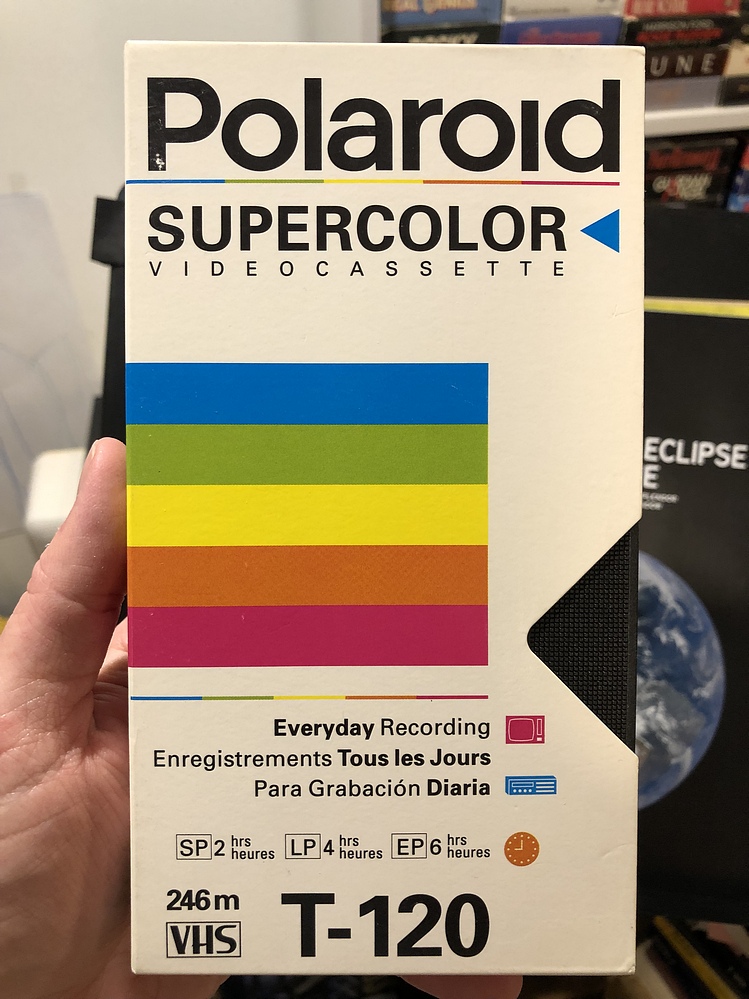 Polaroid
SUPERCOLOR
VIDEOCASSETTE
Everyday Recording
Enregistrements Tous les Jours
Para Grabación Diaria
SP 2 hrs heures LP 4 hrs heures EP 6 hrs heures
246m
VHS T-120
ECLIPSE
E
UNE